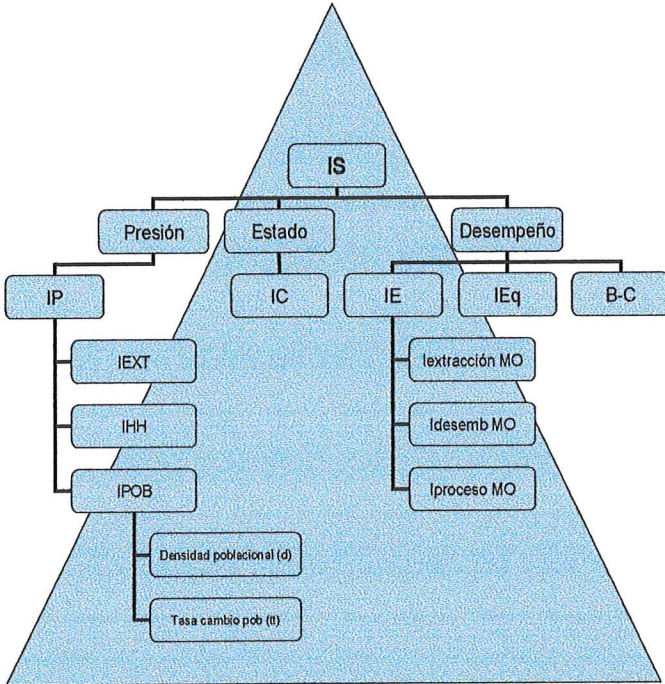 IS
Presión
Estado
Desempeño
IP
IC
IE
IEq
B-C
IEXT
IHH
IPOB
Densidad poblacional (d)
Tasa cambio pob (tt)
Iextracción MO
Idesemb MO
Iproceso MO